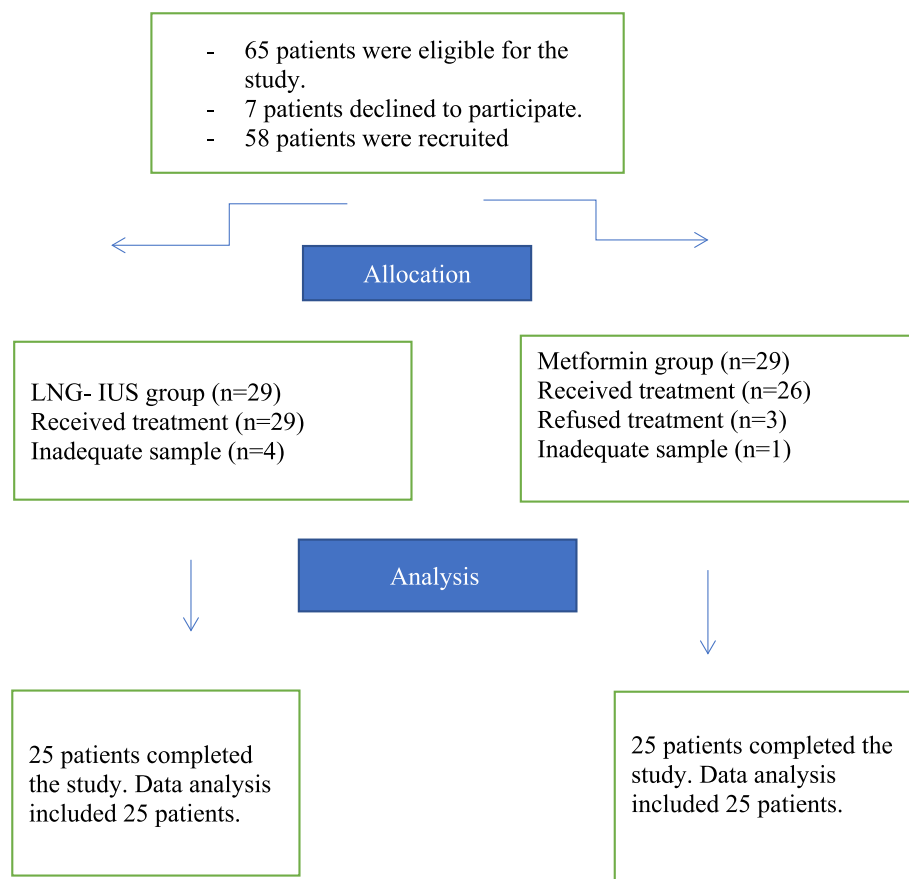 - 65 patients were eligible for the
study.
- 7 patients declined to participate.
- 58 patients were recruited
Allocation
LNG- IUS group (n=29)
Received treatment (n=29)
Inadequate sample (n=4)
Metformin group (n=29)
Received treatment (n=26)
Refused treatment (n=3)
Inadequate sample (n=1)
Analysis
25 patients completed
the study. Data analysis
included 25 patients.
25 patients completed the
study. Data analysis
included 25 patients.